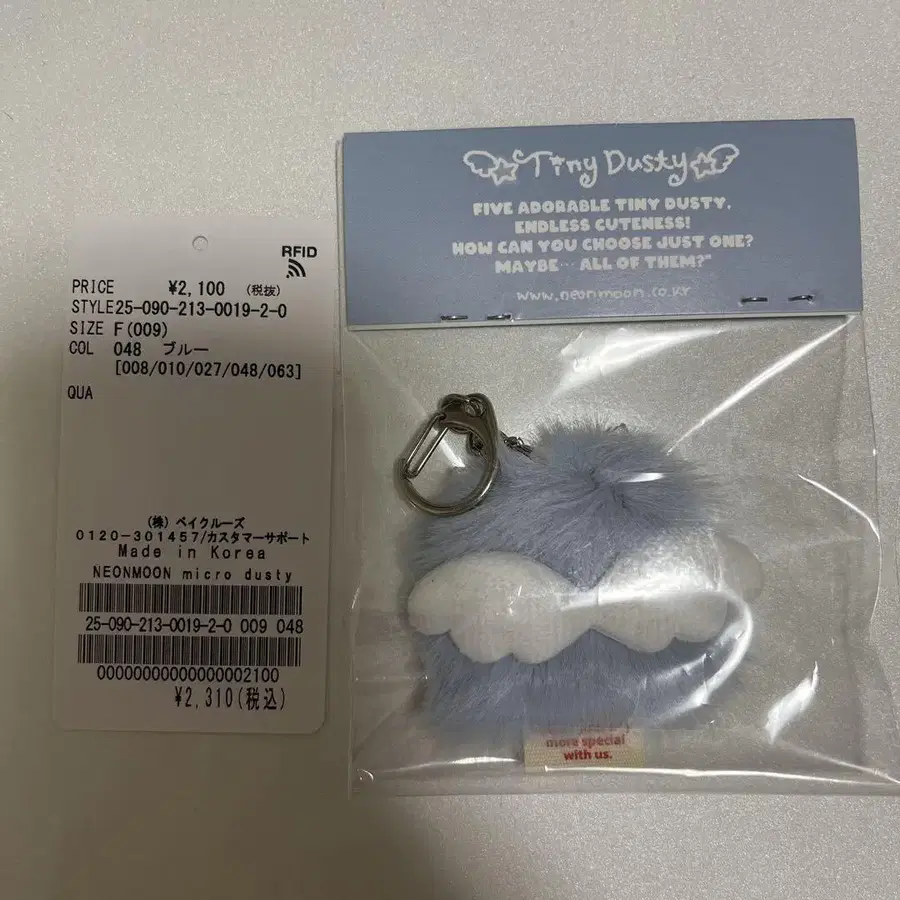 RFID
PRICE ¥2,100 (税抜)
STYLE25-090-213-0019-2-0
SIZE F(009)
COL 048 ブルー
[008/010/027/048/063]
QUA
(株) ベイクルーズ
0120-301457/カスタマーサポート
Made in Korea
NEONMOON micro dusty
25-090-213-0019-2-0 009 048
00000000000000002100
¥2,310(税込)
Tiny Dusty
FIVE ADORABLE TINY DUSTY,
ENDLESS CUTENESS!
HOW CAN YOU CHOOSE JUST ONE?
MAYBE… ALL OF THEM?"
www.neonmoon.co.kr
more special
with us.